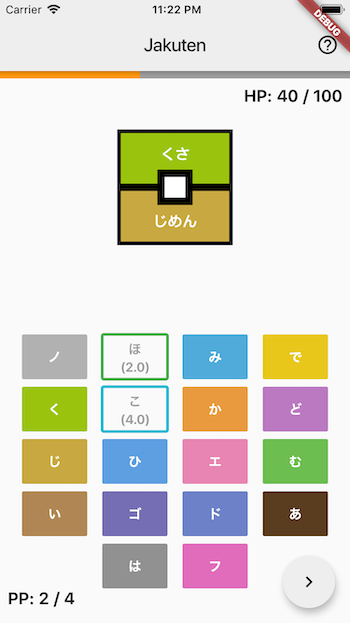 Carrier 11:22 PM
DEBUG
Jakuten
HP: 40 / 100
くさ
じめん
ノ ほ み で
(2.0)
く こ か ど
(4.0)
じ ひ エ む
い ゴ ド あ
は フ
PP: 2 / 4